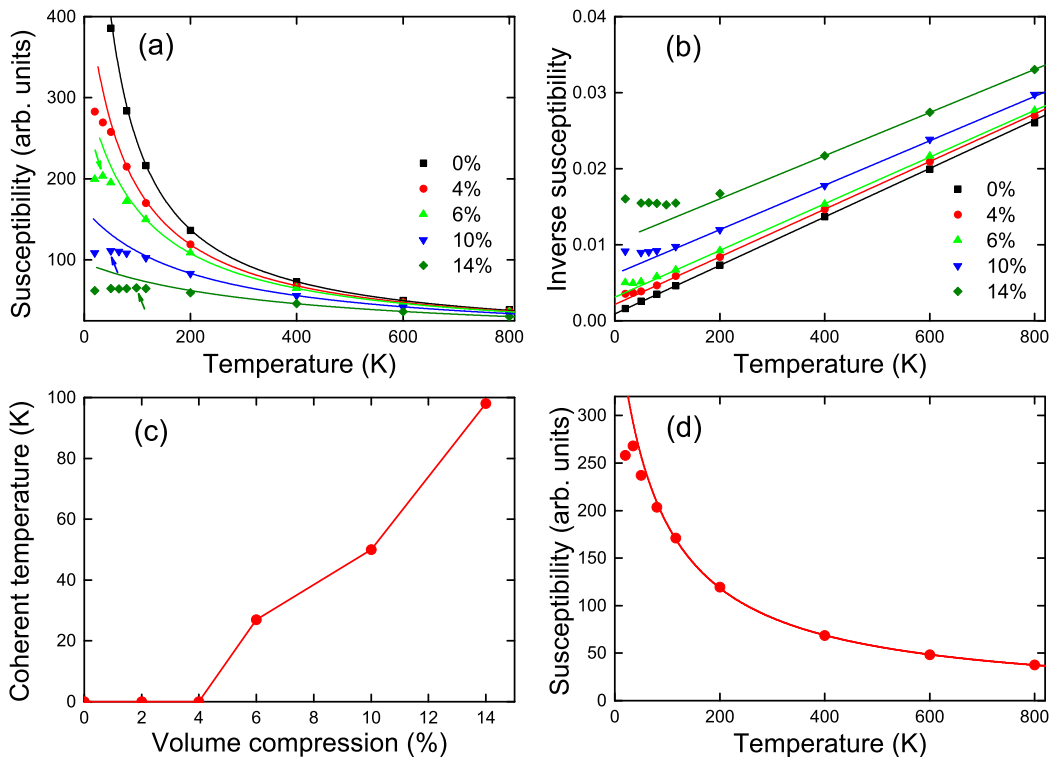 (a)
Susceptibility (arb. units)
400
300
200
100
0%
4%
6%
10%
14%
0 200 400 600 800
Temperature (K)
(b)
Inverse susceptibility
0.04
0.03
0.02
0.01
0.00
0%
4%
6%
10%
14%
0 200 400 600 800
Temperature (K)
(c)
Coherent temperature (K)
100
80
60
40
20
0
0 2 4 6 8 10 12 14
Volume compression (%)
(d)
Susceptibility (arb. units)
300
250
200
150
100
50
0
0 200 400 600 800
Temperature (K)